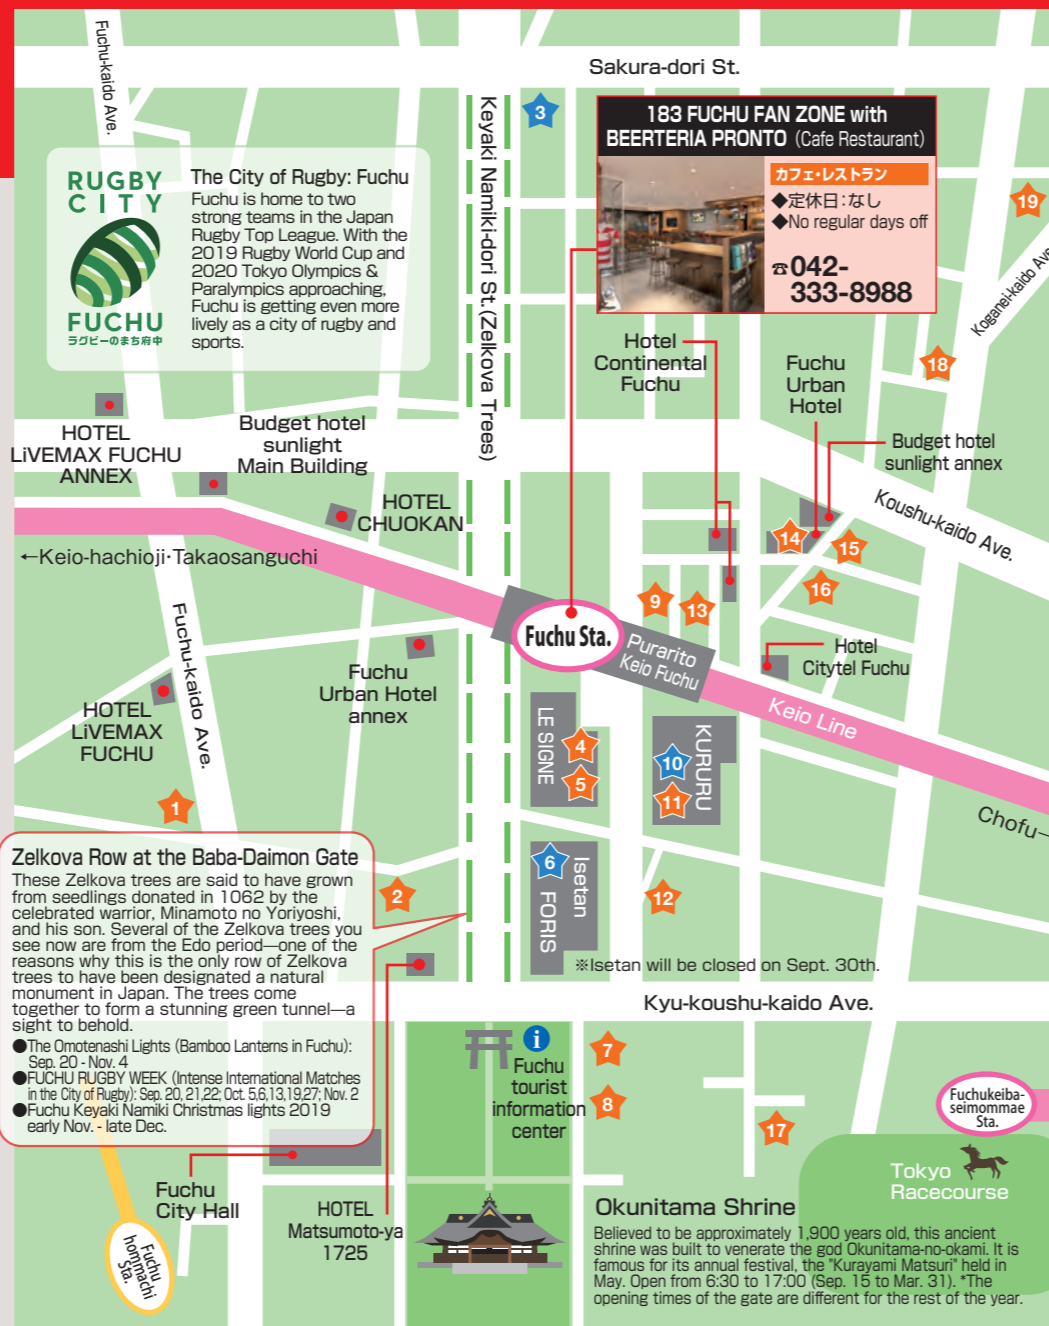 Sakura-dori St.
Fuchu-kaido Ave.
Keyaki Namiki-dori St.(Zelkova Trees)
3
183 FUCHU FAN ZONE with
BEERTERIA PRONTO (Cafe Restaurant)
カフェ・レストラン
◆定休日:なし
◆No regular days off
☎042-
333-8988
19
Koganei-kaido Ave.
RUGBY
CITY
FUCHU
ラグビーのまち府中
The City of Rugby: Fuchu
Fuchu is home to two
strong teams in the Japan
Rugby Top League. With the
2019 Rugby World Cup and
2020 Tokyo Olympics &
Paralympics approaching,
Fuchu is getting even more
lively as a city of rugby and
sports.
Hotel
Continental
Fuchu
Fuchu
Urban
Hotel
18
Budget hotel
sunlight annex
HOTEL
LiVEMAX FUCHU
ANNEX
Budget hotel
sunlight
Main Building
HOTEL
CHUOKAN
Koushu-kaido Ave.
14
15
16
←Keio-hachioji・Takaosanguchi
9
13
Fuchu Sta.
Purarito
Keio Fuchu
Hotel
Citytel Fuchu
Keio Line
Fuchu-kaido Ave.
Fuchu
Urban Hotel
annex
HOTEL
LiVEMAX
FUCHU
LE SIGNE
4
5
KURURU
10
11
Chofu
1
2
6
Isetan
FORIS
12
※Isetan will be closed on Sept. 30th.
Zelkova Row at the Baba-Daimon Gate
These Zelkova trees are said to have grown
from seedlings donated in 1062 by the
celebrated warrior, Minamoto no Yoriyoshi,
and his son. Several of the Zelkova trees you
see now are from the Edo period—one of the
reasons why this is the only row of Zelkova
trees to have been designated a natural
monument in Japan. The trees come
together to form a stunning green tunnel—a
sight to behold.
●The Omotenashi Lights (Bamboo Lanterns in Fuchu):
Sep. 20 - Nov. 4
●FUCHU RUGBY WEEK (Intense International Matches
in the City of Rugby): Sep. 20, 21,22; Oct. 5,6,13,19,27; Nov. 2
●Fuchu Keyaki Namiki Christmas lights 2019
early Nov. - late Dec.
Kyu-koushu-kaido Ave.
i
Fuchu
tourist
information
center
7
8
17
Fuchukeiba-
seimommae
Sta.
Tokyo
Racecourse
Fuchu
City Hall
Fuchu
hommachi
Sta.
HOTEL
Matsumoto-ya
1725
Okunitama Shrine
Believed to be approximately 1,900 years old, this ancient
shrine was built to venerate the god Okunitama-no-okami. It is
famous for its annual festival, the "Kurayami Matsuri" held in
May. Open from 6:30 to 17:00 (Sep. 15 to Mar. 31). *The
opening times of the gate are different for the rest of the year.